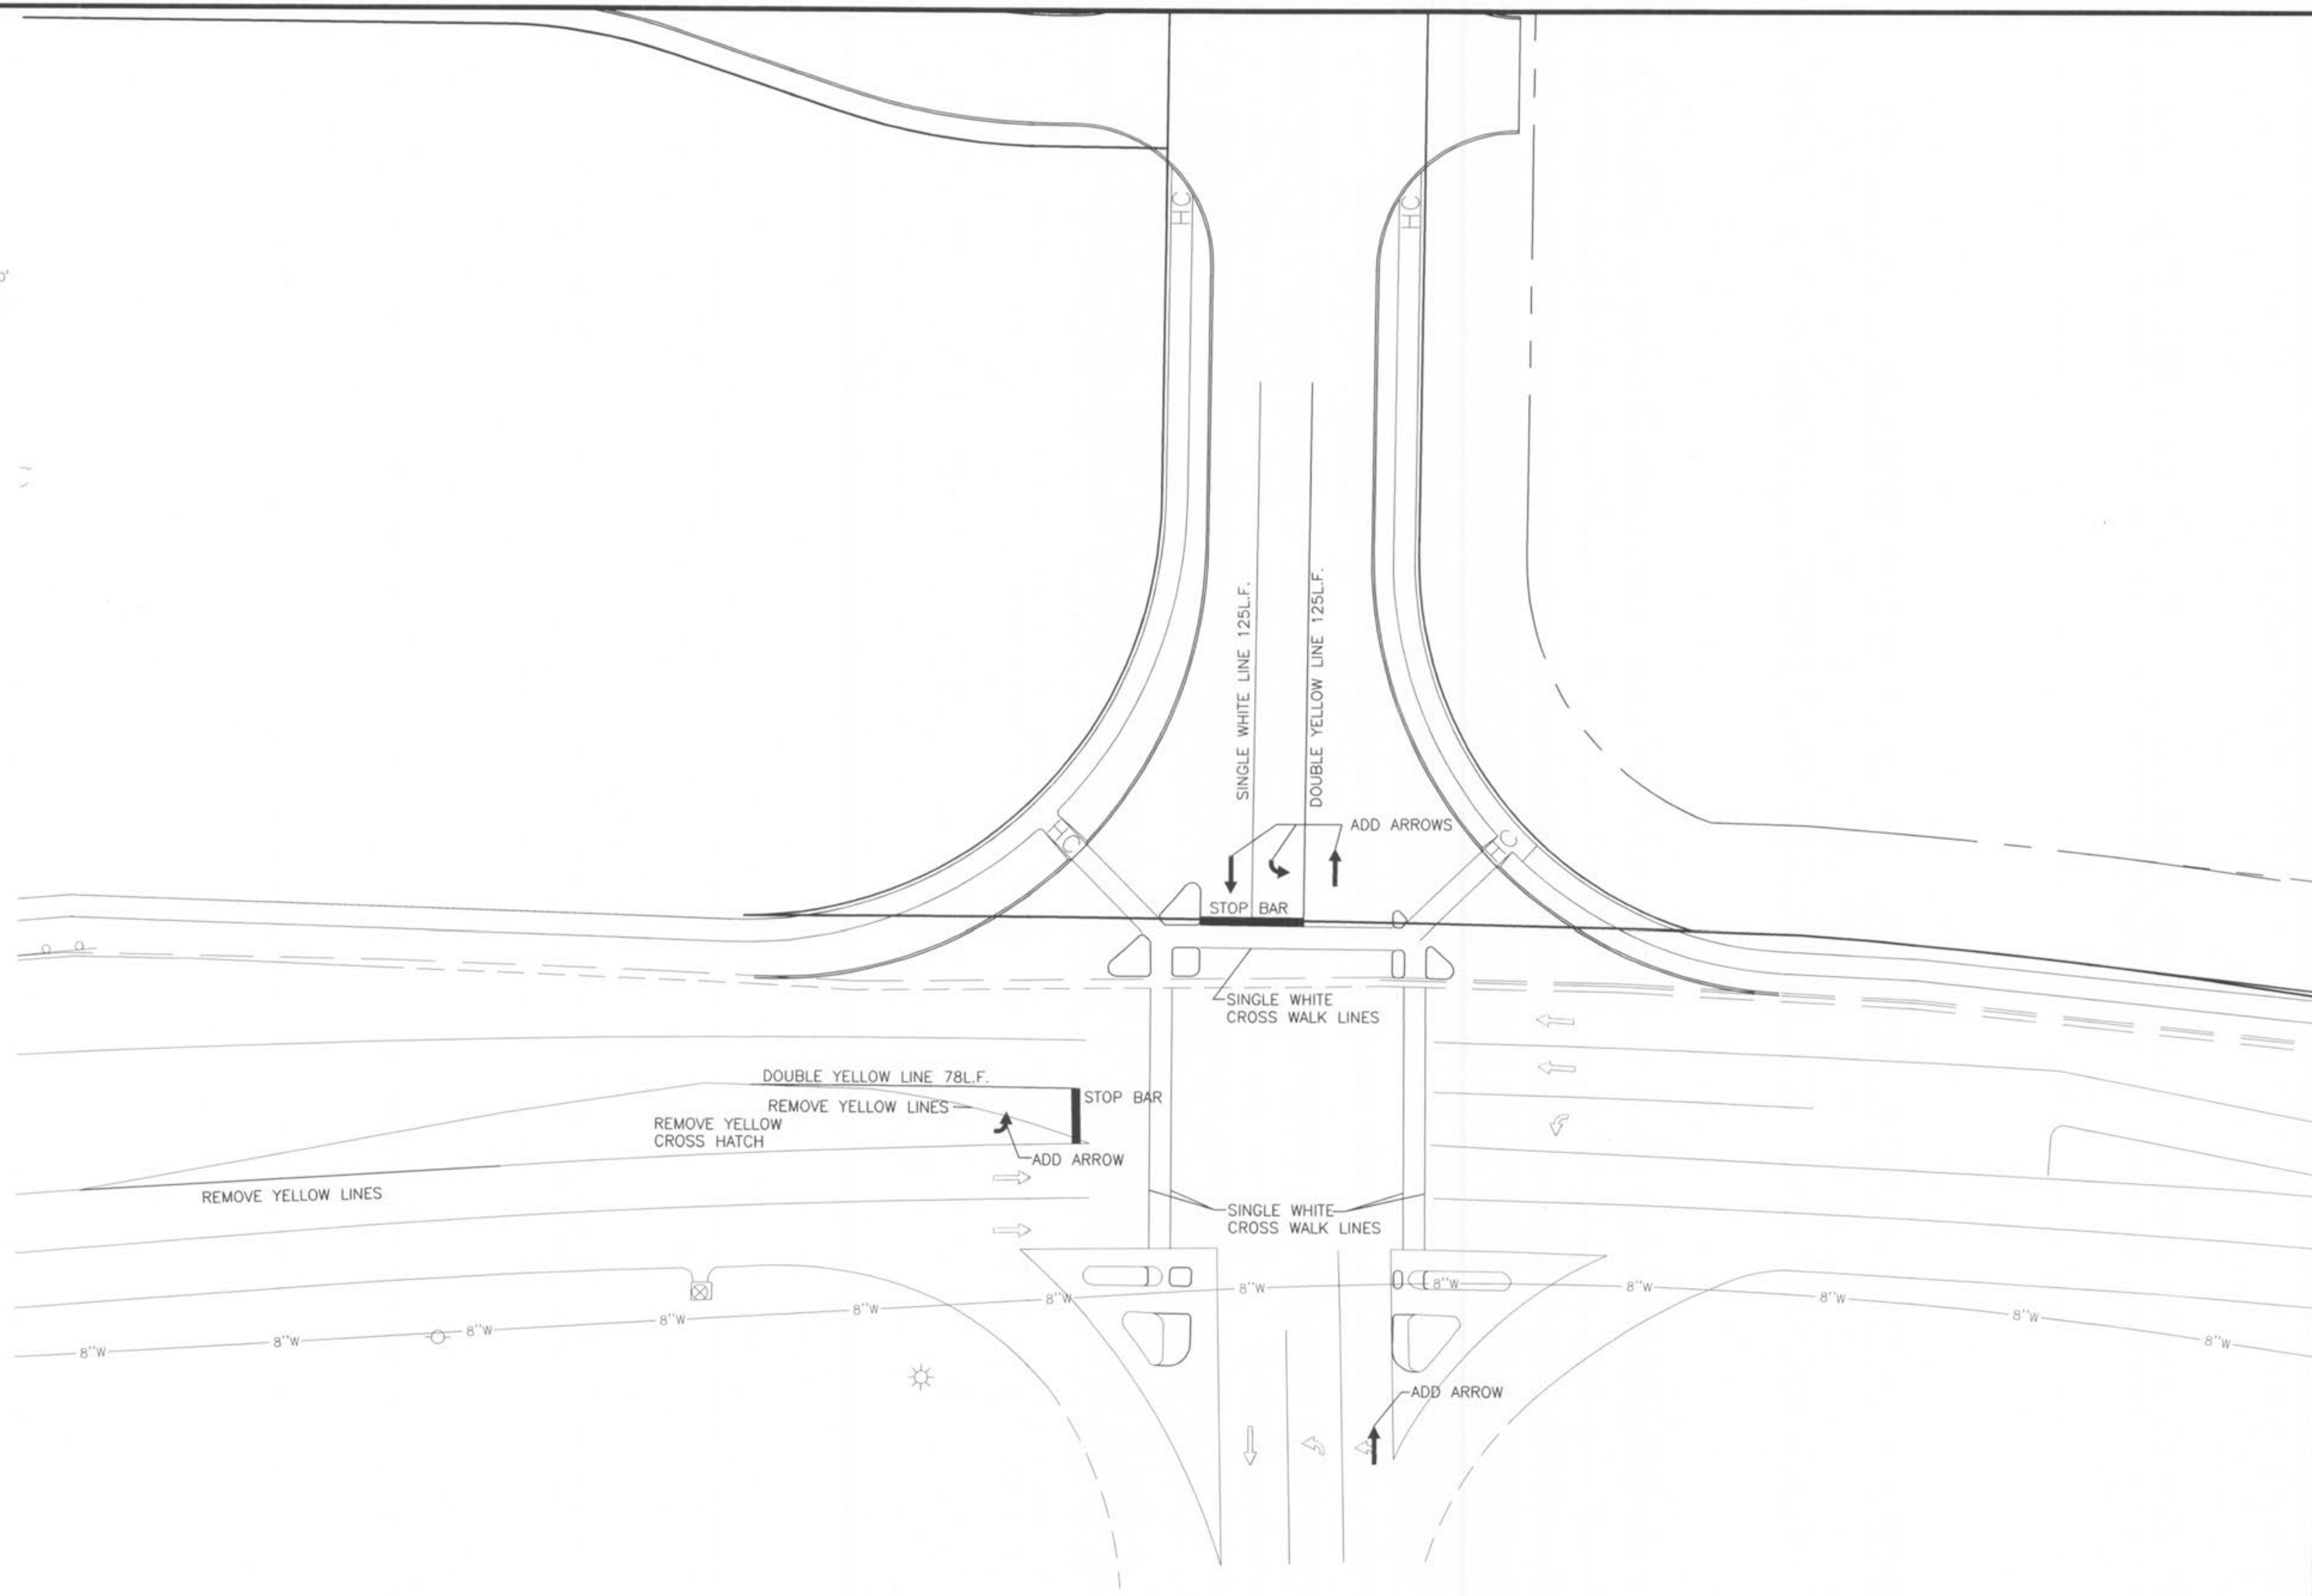 HC
HC
SINGLE WHITE LINE 125L.F.
DOUBLE YELLOW LINE 125L.F.
ADD ARROWS
HC
HC
STOP BAR
SINGLE WHITE
CROSS WALK LINES
DOUBLE YELLOW LINE 78L.F.
STOP BAR
REMOVE YELLOW LINES
REMOVE YELLOW
CROSS HATCH
ADD ARROW
REMOVE YELLOW LINES
SINGLE WHITE
CROSS WALK LINES
8"W
8"W
8"W
8"W
8"W
8"W
8"W
8"W
8"W
8"W
8"W
8"W
ADD ARROW